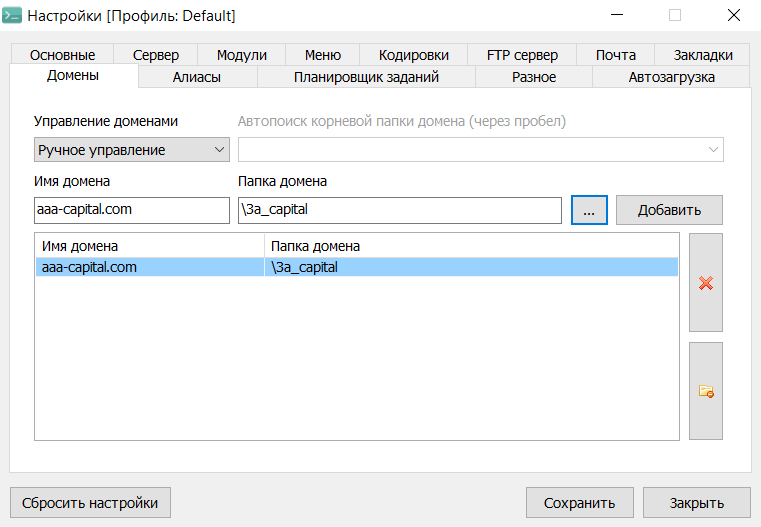 Настройки [Профиль: Default]
Основные Сервер Модули Меню Кодировки FTP сервер Почта Закладки
Домены Алиасы Планировщик заданий Разное Автозагрузка
Управление доменами Автопоиск корневой папки домена (через пробел)
Ручное управление
Имя домена Папка домена
aaa-capital.com \3a_capital ... Добавить
Имя домена Папка домена
aaa-capital.com \3a_capital
Сбросить настройки Сохранить Закрыть